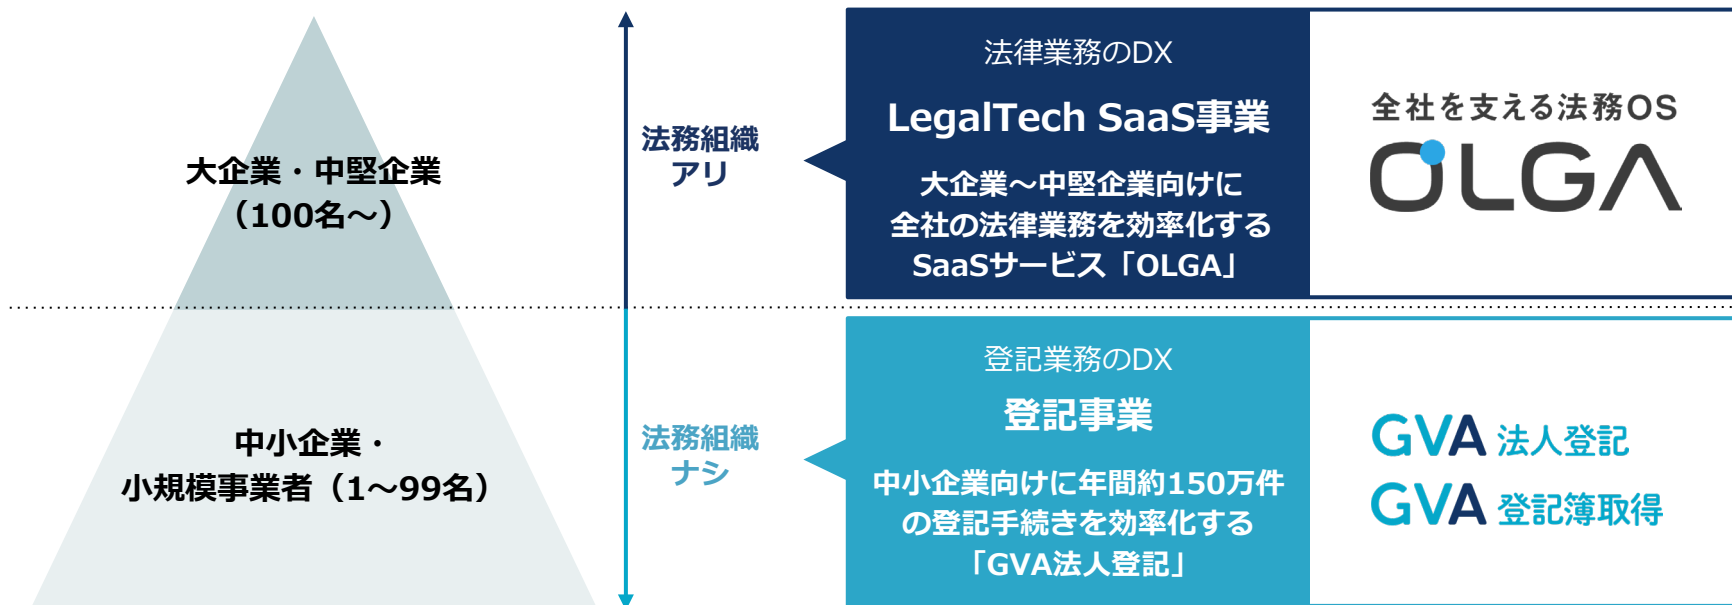 大企業・中堅企業
（100名～）
法務組織
アリ
法律業務のDX
LegalTech SaaS事業
大企業～中堅企業向けに
全社の法律業務を効率化する
SaaSサービス「OLGA」
全社を支える法務OS
OLGA
中小企業・
小規模事業者（1～99名）
法務組織
ナシ
登記業務のDX
登記事業
中小企業向けに年間約150万件
の登記手続きを効率化する
「GVA法人登記」
GVA 法人登記
GVA 登記簿取得